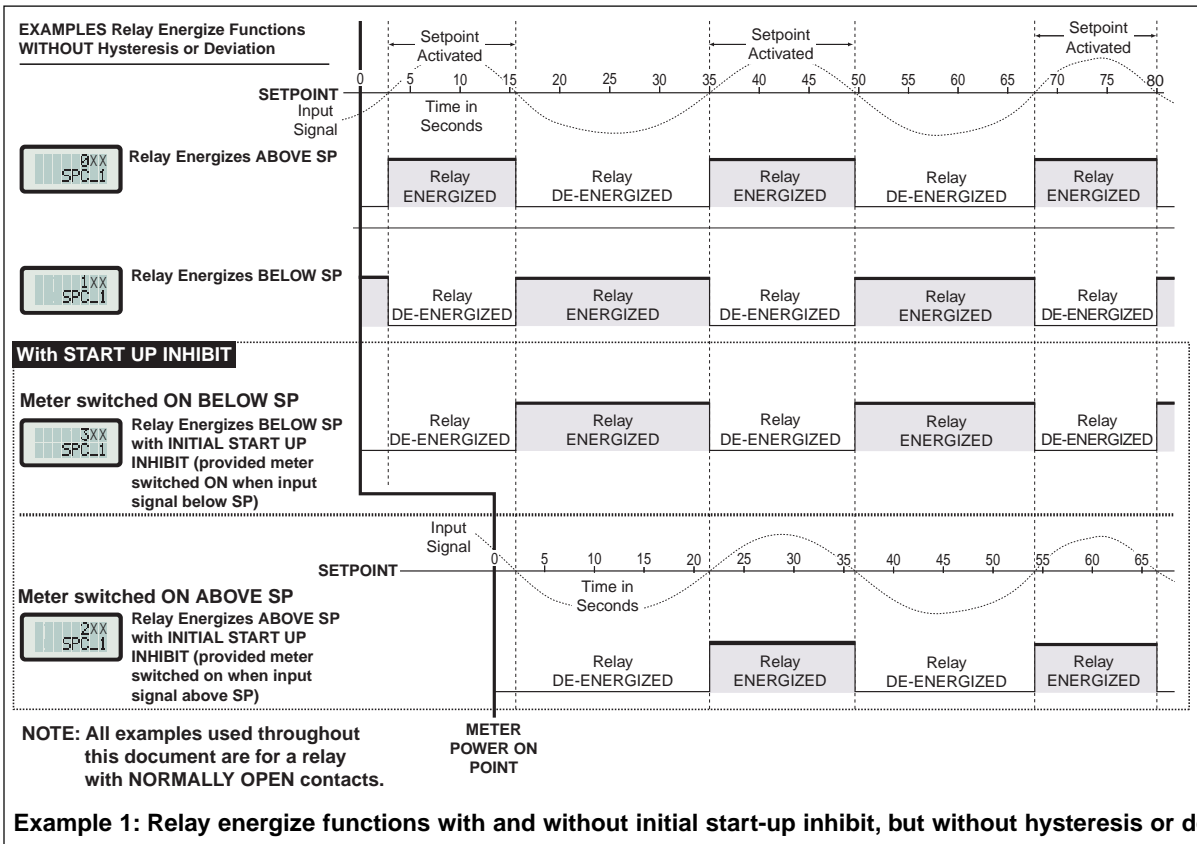 EXAMPLES Relay Energize Functions
WITHOUT Hysteresis or Deviation
Setpoint
Activated
Setpoint
Activated
Setpoint
Activated
0 5 10 15 20 25 30 35 40 45 50 55 60 65 70 75 80
SETPOINT
Input
Signal
Time in
Seconds
0XX
SPC_1
Relay Energizes ABOVE SP
Relay
ENERGIZED
Relay
DE-ENERGIZED
Relay
ENERGIZED
Relay
DE-ENERGIZED
Relay
ENERGIZED
1XX
SPC_1
Relay Energizes BELOW SP
Relay
DE-ENERGIZED
Relay
ENERGIZED
Relay
DE-ENERGIZED
Relay
ENERGIZED
Relay
DE-ENERGIZED
With START UP INHIBIT
Meter switched ON BELOW SP
3XX
SPC_1
Relay Energizes BELOW SP
with INITIAL START UP
INHIBIT (provided meter
switched ON when input
signal below SP)
Relay
DE-ENERGIZED
Relay
ENERGIZED
Relay
DE-ENERGIZED
Relay
ENERGIZED
Relay
DE-ENERGIZED
Input
Signal
0 5 10 15 20 25 30 35 40 45 50 55 60 65
SETPOINT
Time in
Seconds
Meter switched ON ABOVE SP
2XX
SPC_1
Relay Energizes ABOVE SP
with INITIAL START UP
INHIBIT (provided meter
switched on when input
signal above SP)
Relay
DE-ENERGIZED
Relay
ENERGIZED
Relay
DE-ENERGIZED
Relay
ENERGIZED
NOTE: All examples used throughout
this document are for a relay
with NORMALLY OPEN contacts.
METER
POWER ON
POINT
Example 1: Relay energize functions with and without initial start-up inhibit, but without hysteresis or